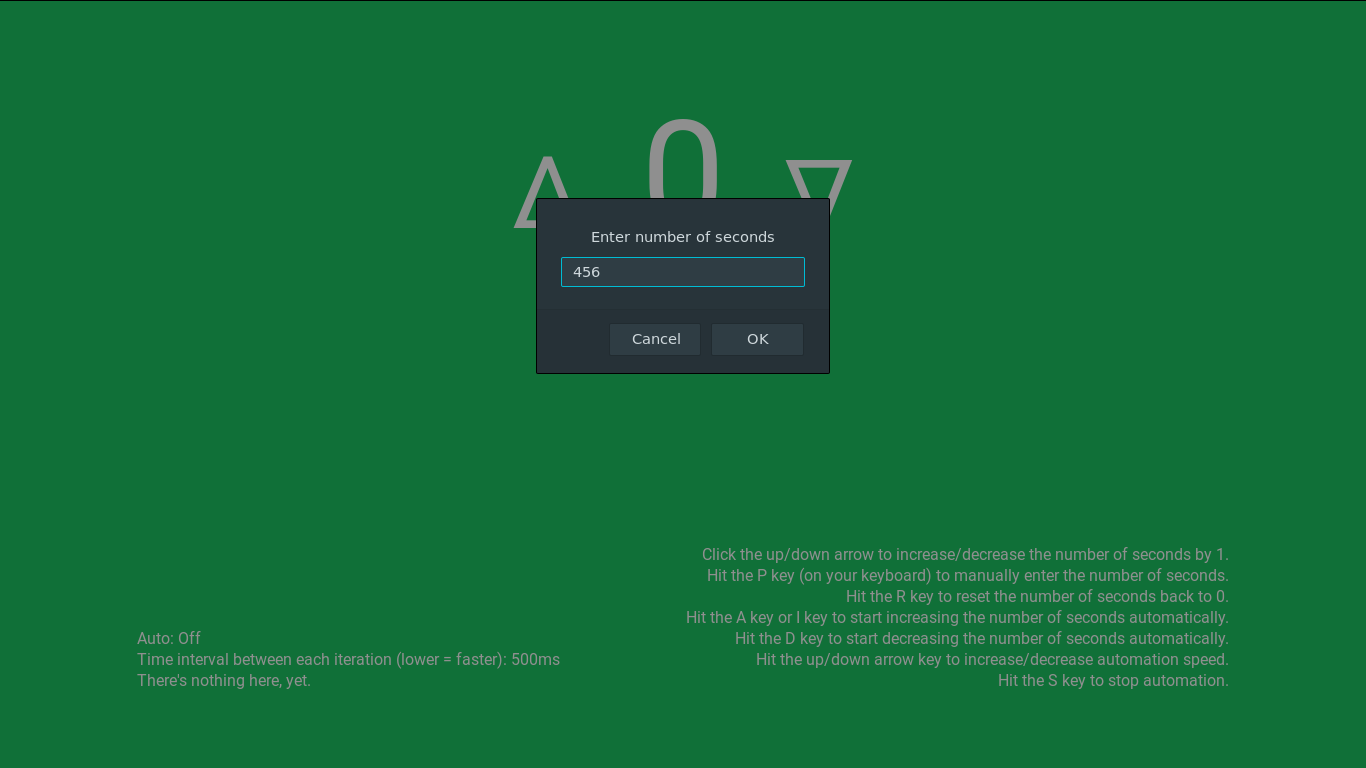 0
Enter number of seconds
456
Cancel OK
Click the up/down arrow to increase/decrease the number of seconds by 1.
Hit the P key (on your keyboard) to manually enter the number of seconds.
Hit the R key to reset the number of seconds back to 0.
Hit the A key or I key to start increasing the number of seconds automatically.
Hit the D key to start decreasing the number of seconds automatically.
Hit the up/down arrow key to increase/decrease automation speed.
Hit the S key to stop automation.
Auto: Off
Time interval between each iteration (lower = faster): 500ms
There's nothing here, yet.